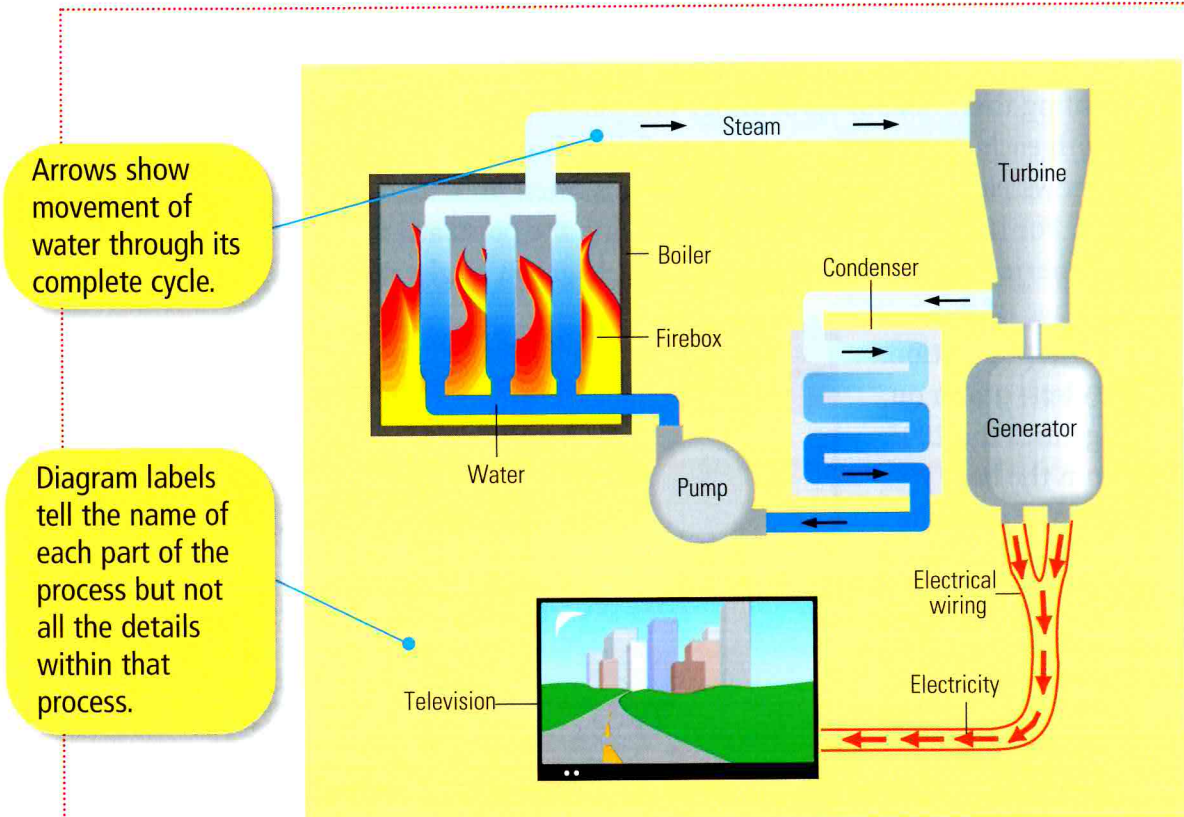 Arrows show
movement of
water through its
complete cycle.
Diagram labels
tell the name of
each part of the
process but not
all the details
within that
process.
Steam
Turbine
Boiler
Condenser
Firebox
Generator
Water
Pump
Electrical
wiring
Television
Electricity